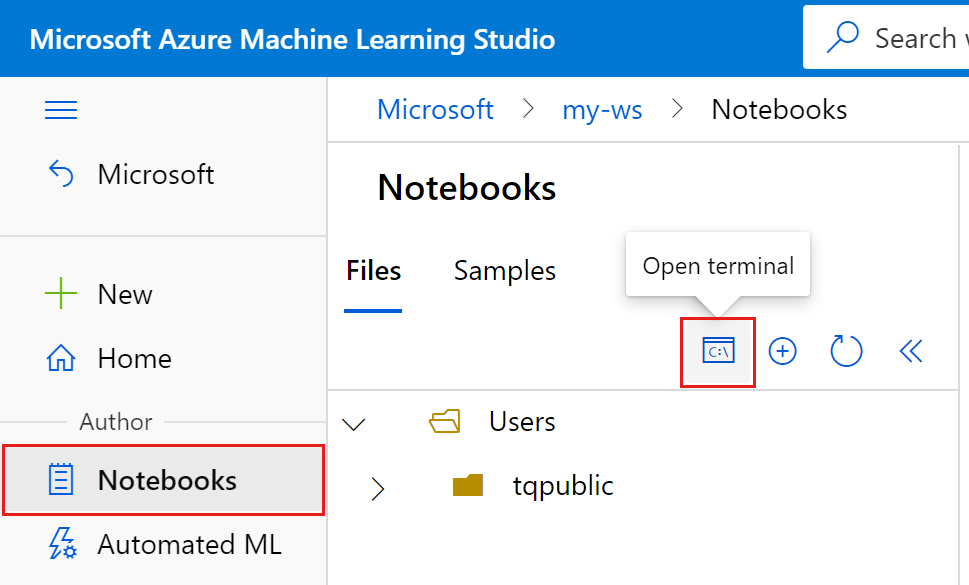 Microsoft Azure Machine Learning Studio
Search
Microsoft > my-ws > Notebooks
Microsoft
Notebooks
Files
Samples
Open terminal
C:\
New
Home
Author
Users
Notebooks
tqpublic
Automated ML